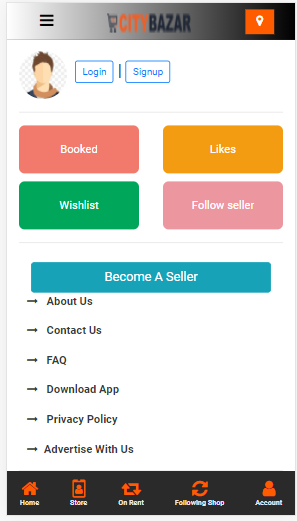 CITYBAZAR
Login | Signup
Booked
Likes
Wishlist
Follow seller
Become A Seller
→ About Us
→ Contact Us
→ FAQ
→ Download App
→ Privacy Policy
→ Advertise With Us
Home
Store
On Rent
Following Shop
Account